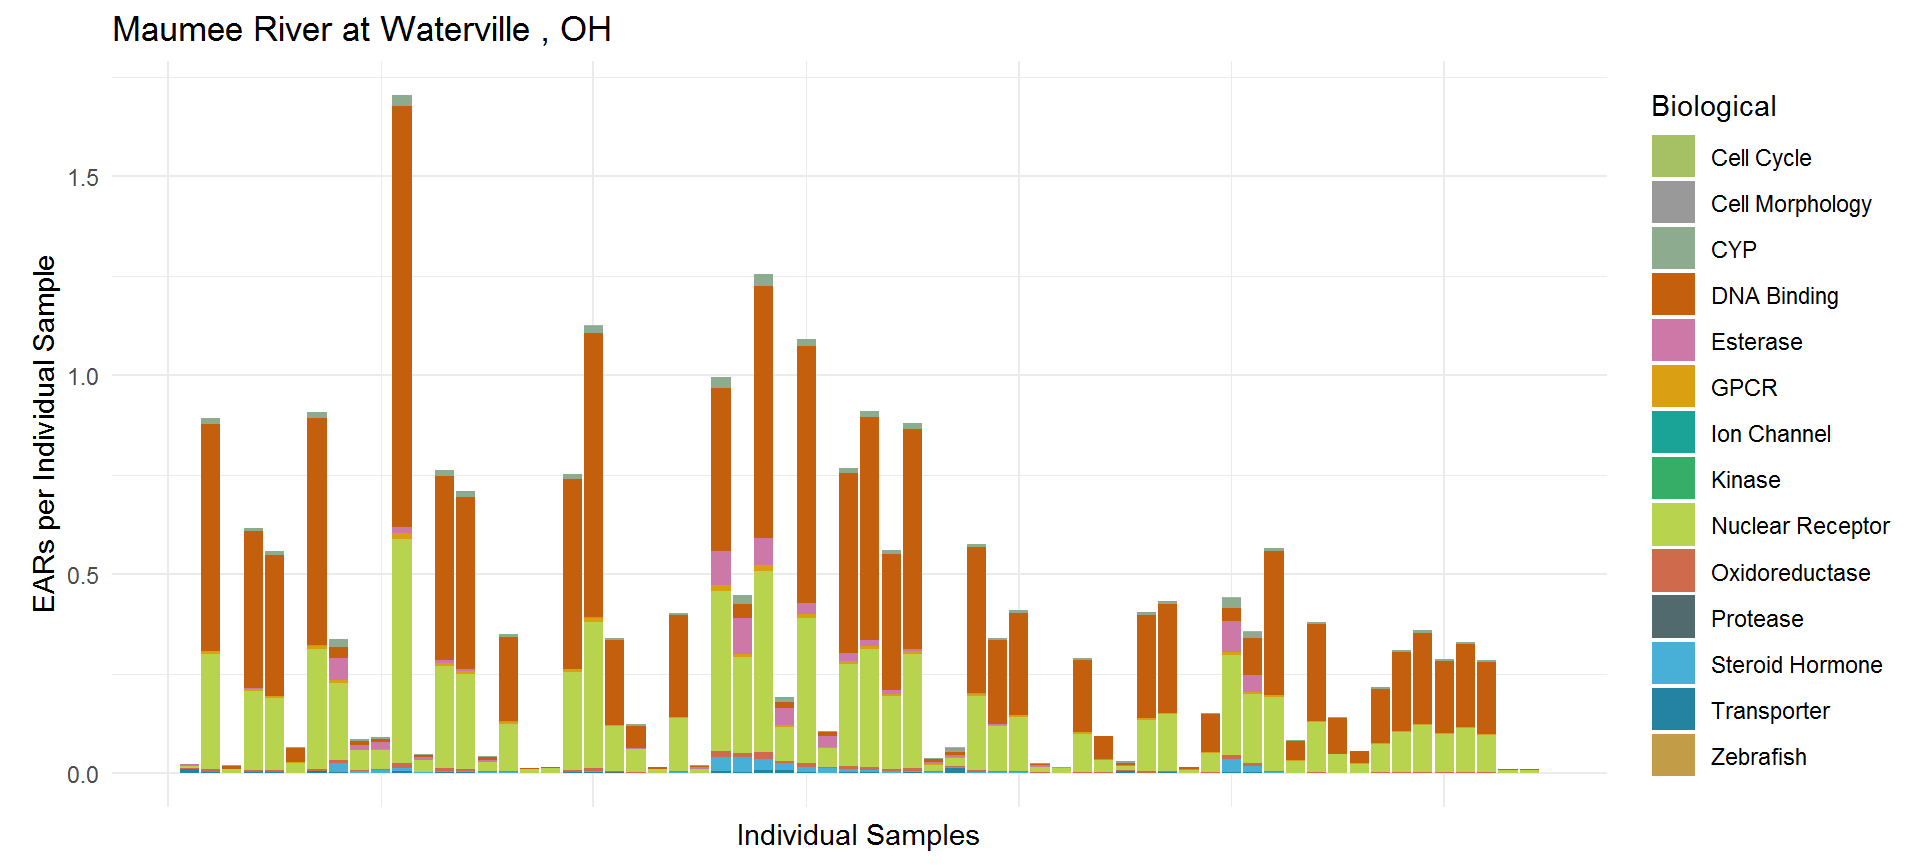 Maumee River at Waterville , OH
EARs per Individual Sample
1.5
1.0
0.5
0.0
Individual Samples
Biological
Cell Cycle
Cell Morphology
CYP
DNA Binding
Esterase
GPCR
Ion Channel
Kinase
Nuclear Receptor
Oxidoreductase
Protease
Steroid Hormone
Transporter
Zebrafish